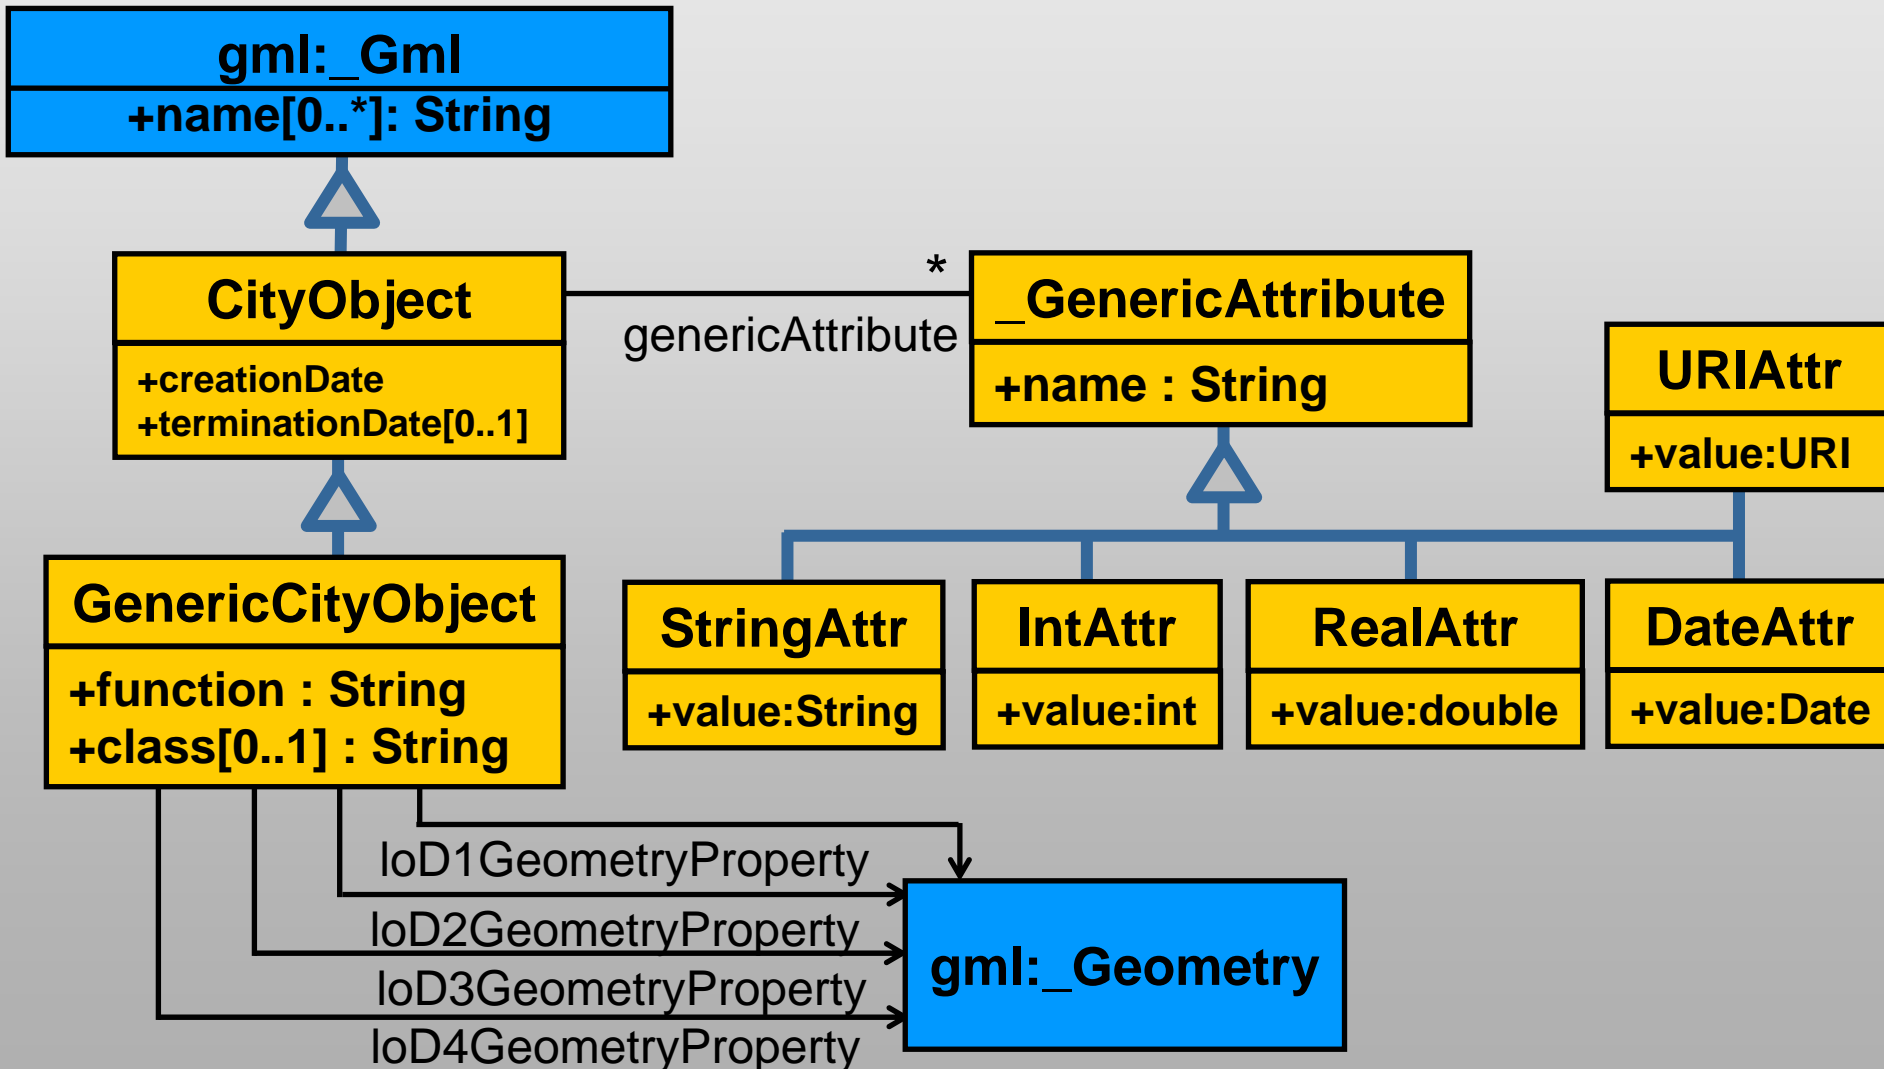 gml:_Gml
+name[0..*]: String
CityObject
+creationDate
+terminationDate[0..1]
*
genericAttribute
_GenericAttribute
+name : String
URIAttr
+value:URI
GenericCityObject
+function : String
+class[0..1] : String
StringAttr
+value:String
IntAttr
+value:int
RealAttr
+value:double
DateAttr
+value:Date
loD1GeometryProperty
loD2GeometryProperty
loD3GeometryProperty
loD4GeometryProperty
gml:_Geometry